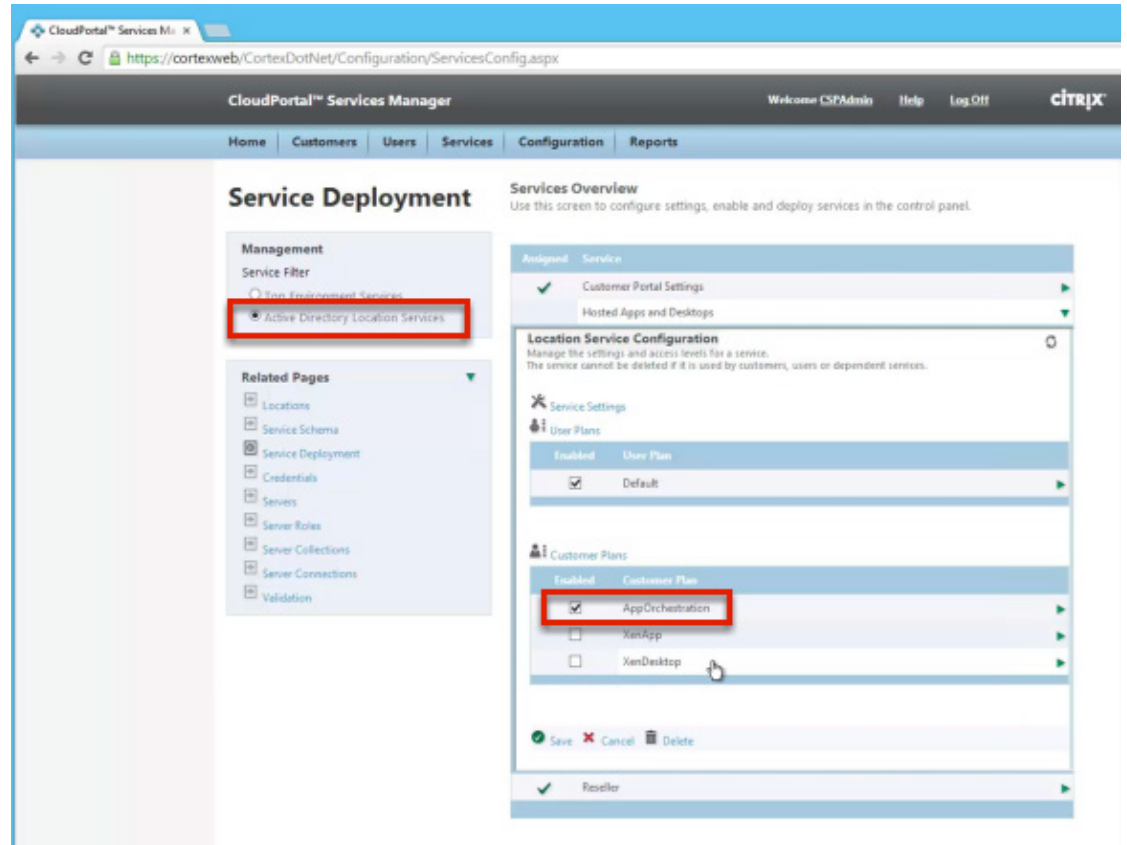 CloudPortal™ Services Ma
https://cortexweb/CortexDotNet/Configuration/ServicesConfig.aspx
CloudPortal™ Services Manager
Welcome CSPAdmin Help Log Off CITRIX
Home Customers Users Services Configuration Reports
Service Deployment
Management
Service Filter
Top Environment Services
Active Directory Location Services
Related Pages
Locations
Service Schema
Service Deployment
Credentials
Servers
Server Roles
Server Collections
Server Connections
Validation
Services Overview
Use this screen to configure settings, enable and deploy services in the control panel.
Assigned Service
Customer Portal Settings
Hosted Apps and Desktops
Location Service Configuration
Manage the settings and access levels for a service.
The service cannot be deleted if it is used by customers, users or dependent services.
Service Settings
User Plans
Enabled User Plan
Default
Customer Plans
Enabled Customer Plan
AppOrchestration
XenApp
XenDesktop
Save Cancel Delete
Reseller